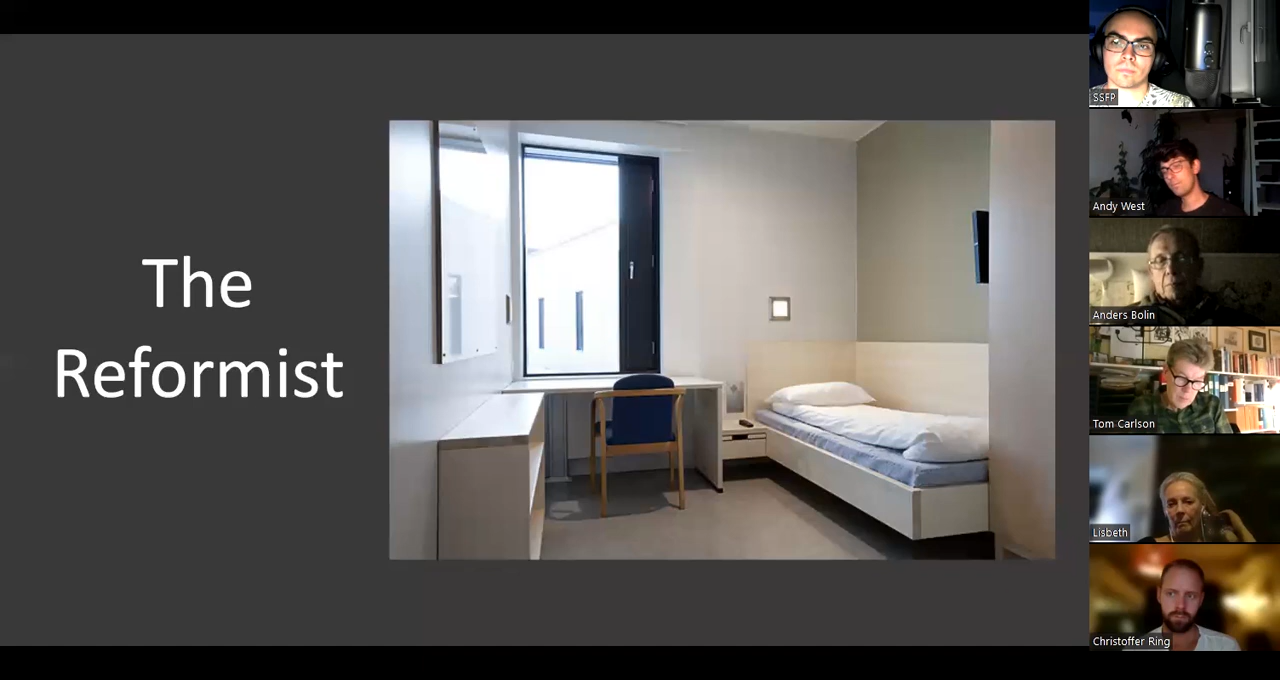 The
Reformist
SSFP
Andy West
Anders Bolin
Tom Carlson
Lisbeth
Christoffer Ring